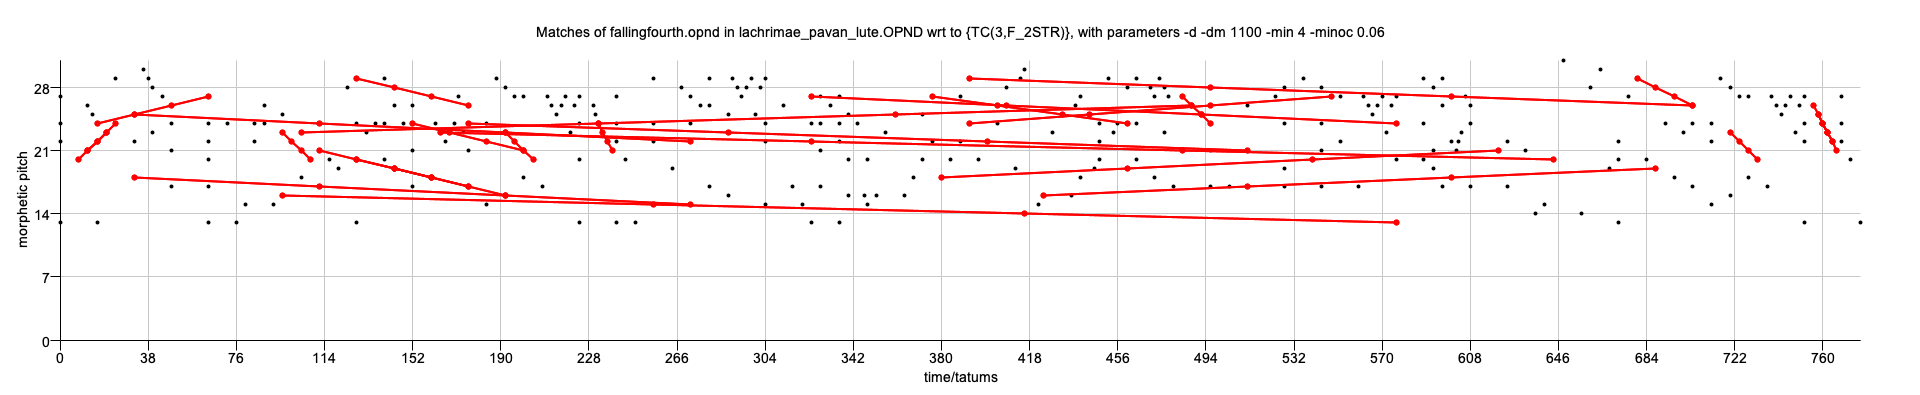 Matches of fallingfourth.opnd in lachrimae_pavan_lute.OPND wrt to {TC(3,F_2STR)}, with parameters -d -dm 1100 -min 4 -minoc 0.06
morphetic pitch
28
21
14
7
0
0 38 76 114 152 190 228 266 304 342 380 418 456 494 532 570 608 646 684 722 760
time/tatums